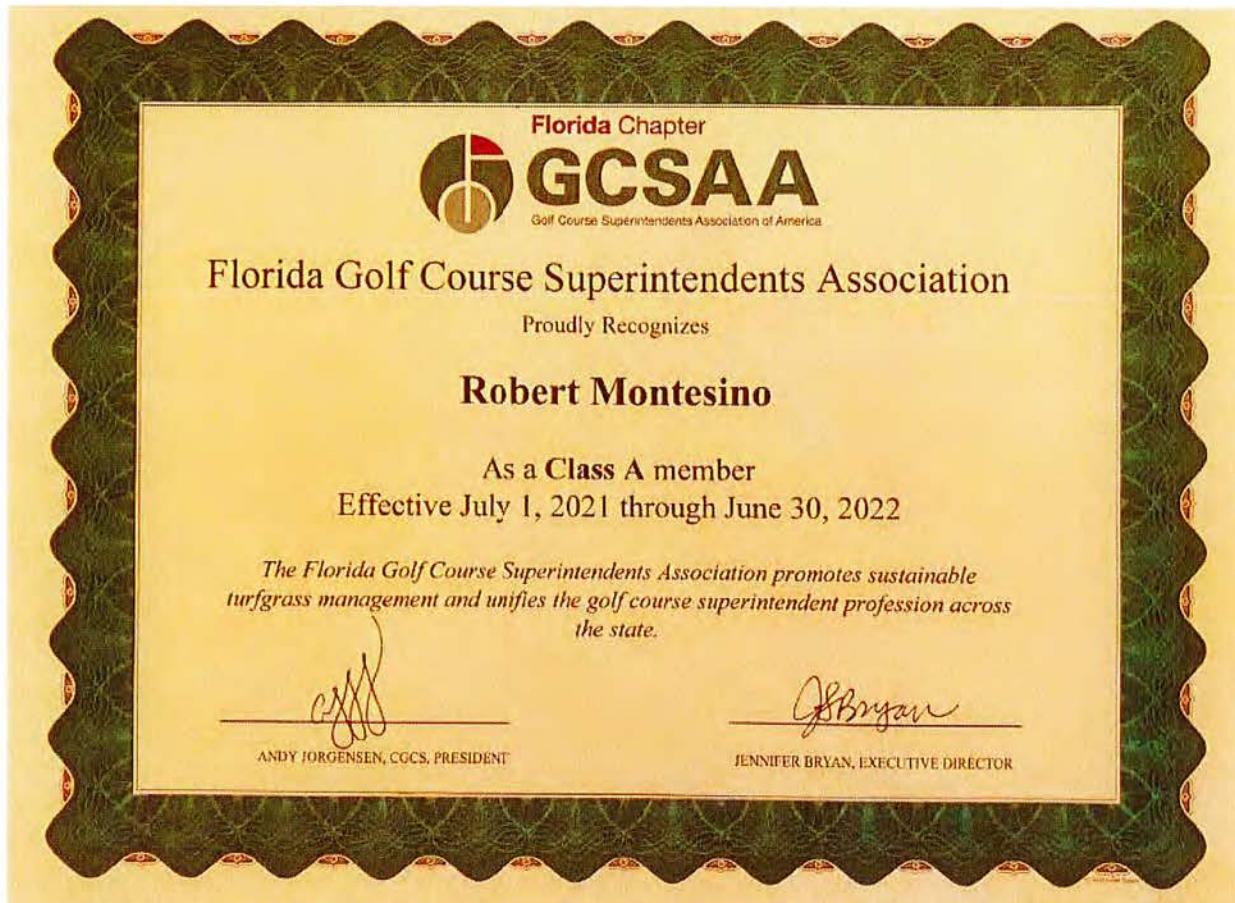 Florida Chapter
GCSAA
Golf Course Superintendents Association of America
Florida Golf Course Superintendents Association
Proudly Recognizes
Robert Montesino
As a Class A member
Effective July 1, 2021 through June 30, 2022
The Florida Golf Course Superintendents Association promotes sustainable
turfgrass management and unifies the golf course superintendent profession across
the state.
JSBryan
ANDY JORGENSEN, CGCS, PRESIDENT
JENNIFER BRYAN, EXECUTIVE DIRECTOR